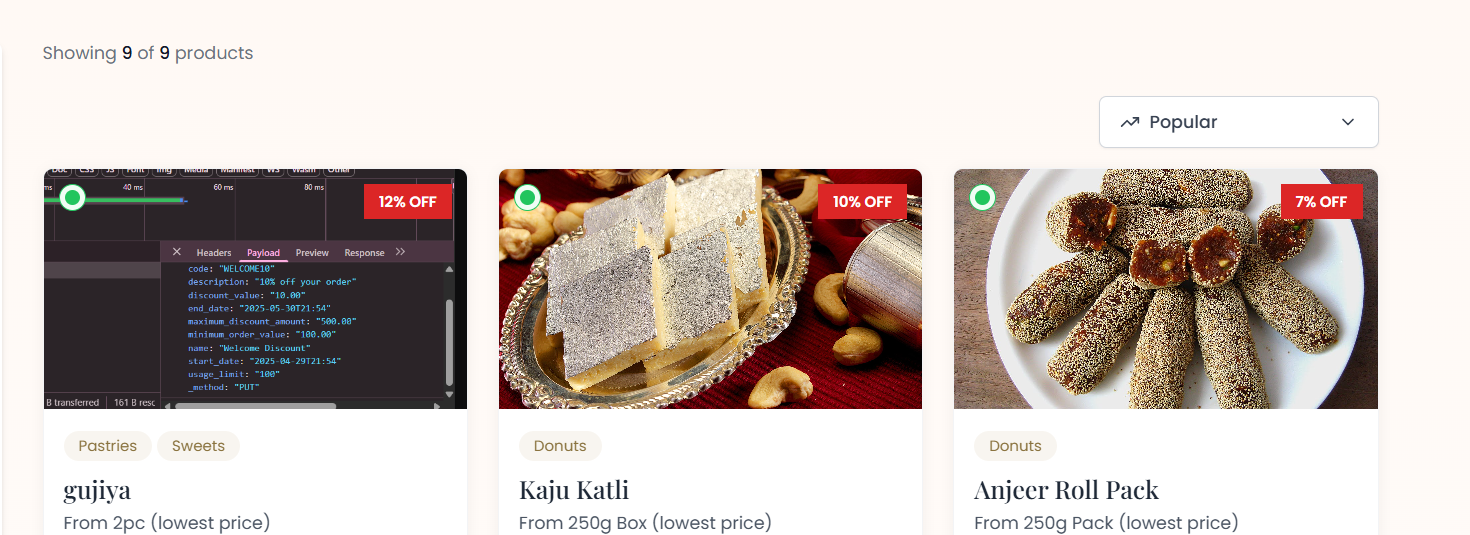 Showing 9 of 9 products
Popular
Doc CSS JS Font Img Media Manifest WS Wasm Other
ms 40 ms 60 ms 80 ms
12% OFF
Headers Payload Preview Response
code: "WELCOME10"
description: "10% off your order"
discount_value: "10.00"
end_date: "2025-05-30T21:54"
maximum_discount_amount: "500.00"
minimum_order_value: "100.00"
name: "Welcome Discount"
start_date: "2025-04-29T21:54"
usage_limit: "100"
_method: "PUT"
B transferred 161 B resc
10% OFF
7% OFF
Pastries Sweets
gujiya
From 2pc (lowest price)
Donuts
Kaju Katli
From 250g Box (lowest price)
Donuts
Anjeer Roll Pack
From 250g Pack (lowest price)